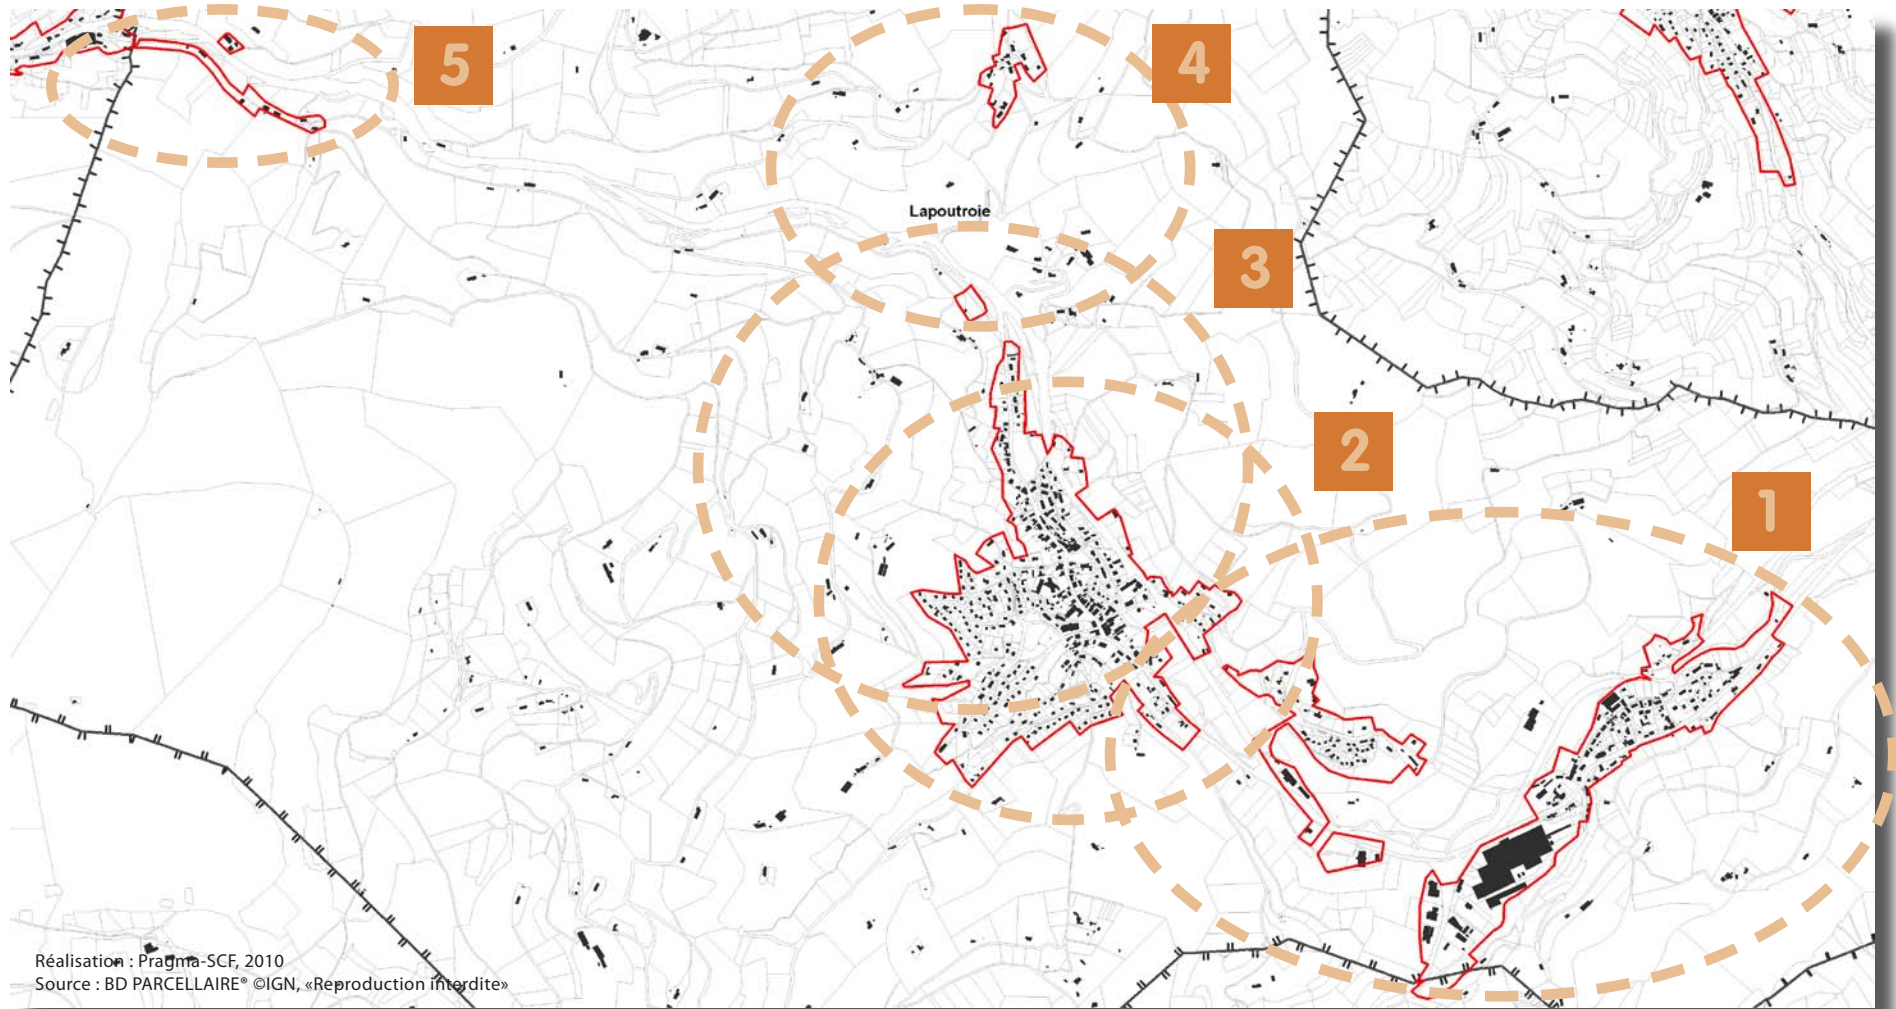 5
4
Lapoutroie
3
2
1
Réalisation : Pragma-SCF, 2010
Source : BD PARCELLAIRE® ©IGN, «Reproduction interdite»